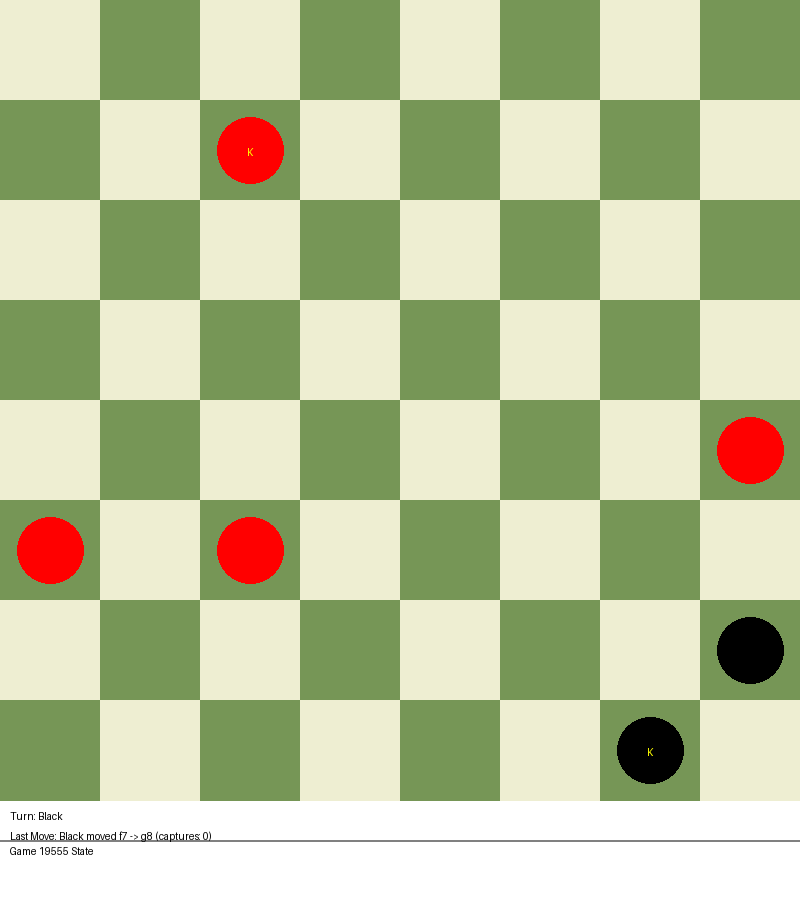 K
K
Turn: Black
Last Move: Black moved f7 -> g8 (captures: 0)
Game 19555 State